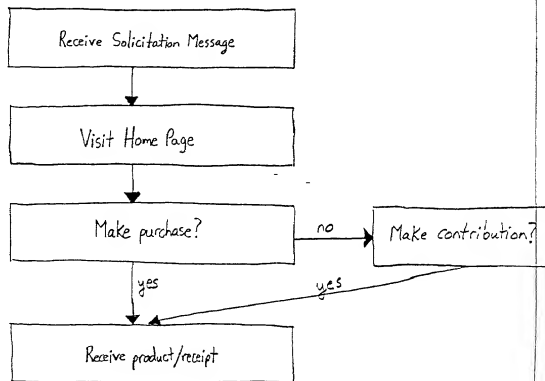 Receive Solicitation Message
Visit Home Page
Make purchase?
no
Make contribution?
yes
yes
Receive product/receipt